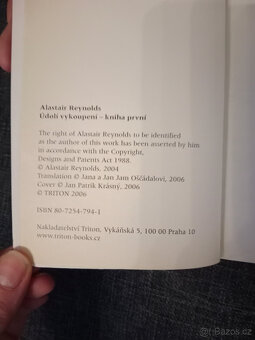 Alastair Reynolds
Údolí vykoupení – kniha první
The right of Alastair Reynolds to be identified
as the author of this work has been asserted by him
in accordance with the Copyright,
Designs and Patents Act 1988.
© Alastair Reynolds, 2004
Translation © Jana a Jan Jam Oščádalovi, 2006
Cover © Jan Patrik Krásný, 2006
© TRITON 2006
ISBN 80-7254-794-1
Nakladatelství Triton, Vykáňská 5, 100 00 Praha 10
www.triton-books.cz
Bazos.cz